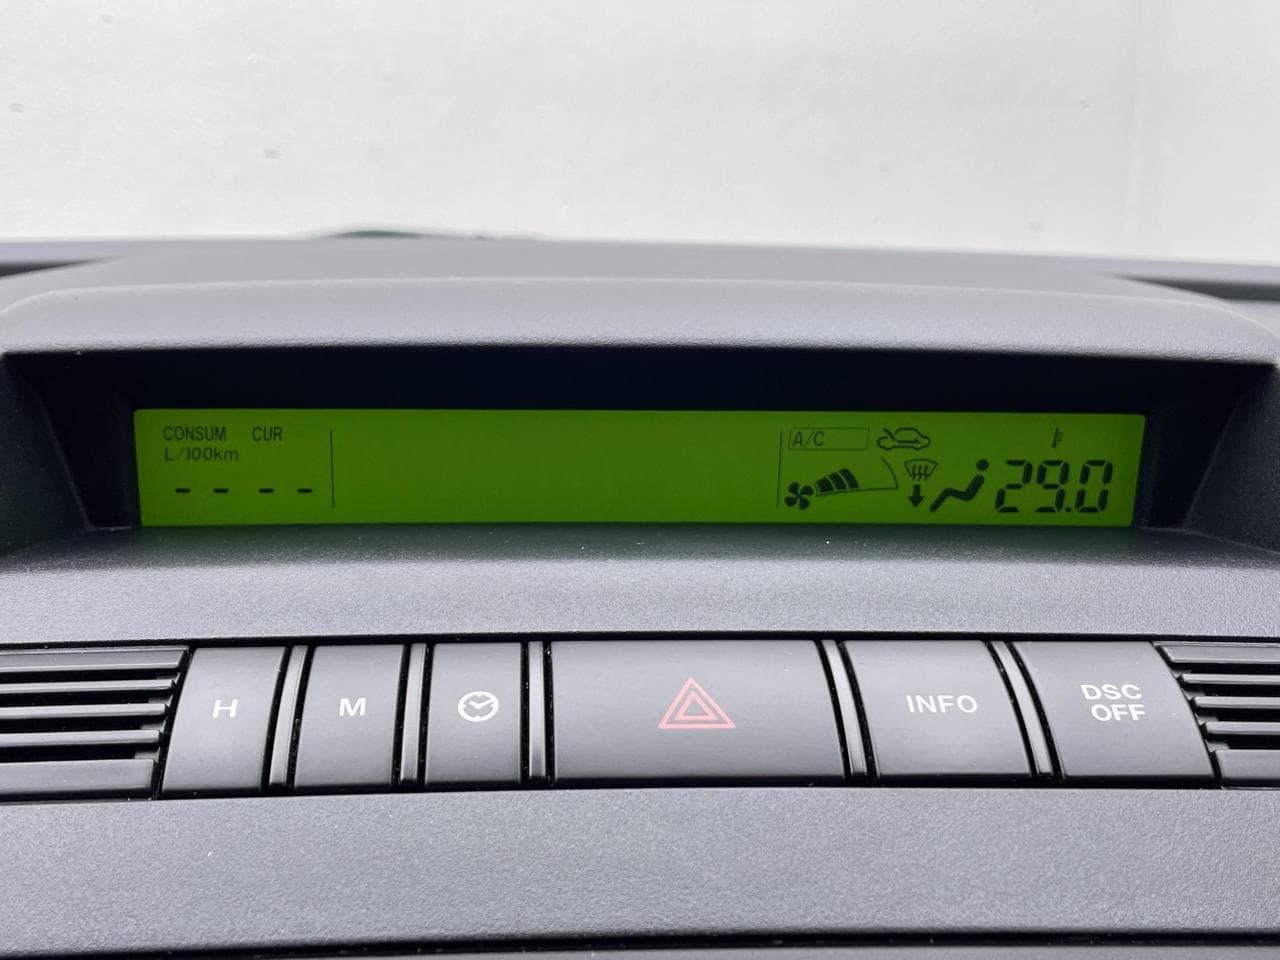 CONSUM CUR
L/100km
- - - -
A/C
29.0
H
M
INFO
DSC
OFF